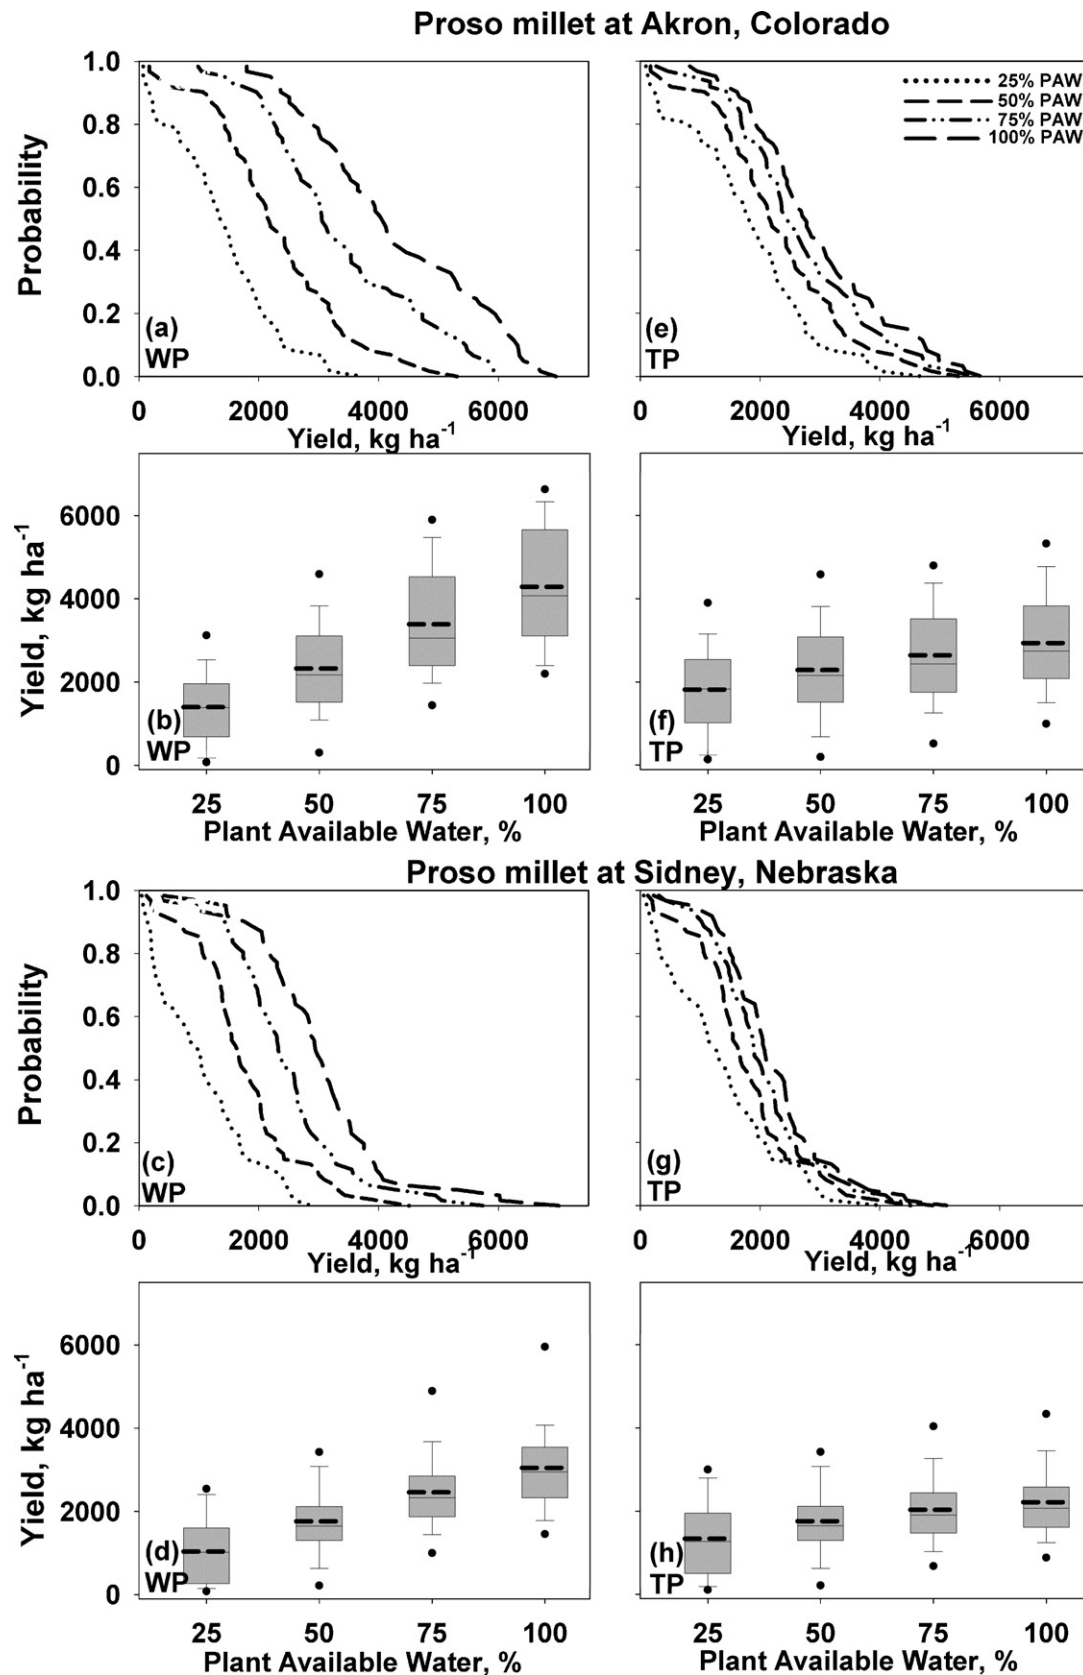 Proso millet at Akron, Colorado
Probability
1.0
0.8
0.6
0.4
0.2
0.0
(a)
WP
0 2000 4000 6000
Yield, kg ha-1
25% PAW
50% PAW
75% PAW
100% PAW
(e)
TP
0 2000 4000 6000
Yield, kg ha-1
Yield, kg ha-1
6000
4000
2000
0
(b)
WP
25 50 75 100
Plant Available Water, %
(f)
TP
25 50 75 100
Plant Available Water, %
Proso millet at Sidney, Nebraska
Probability
1.0
0.8
0.6
0.4
0.2
0.0
(c)
WP
0 2000 4000 6000
Yield, kg ha-1
(g)
TP
0 2000 4000 6000
Yield, kg ha-1
Yield, kg ha-1
6000
4000
2000
0
(d)
WP
25 50 75 100
Plant Available Water, %
(h)
TP
25 50 75 100
Plant Available Water, %